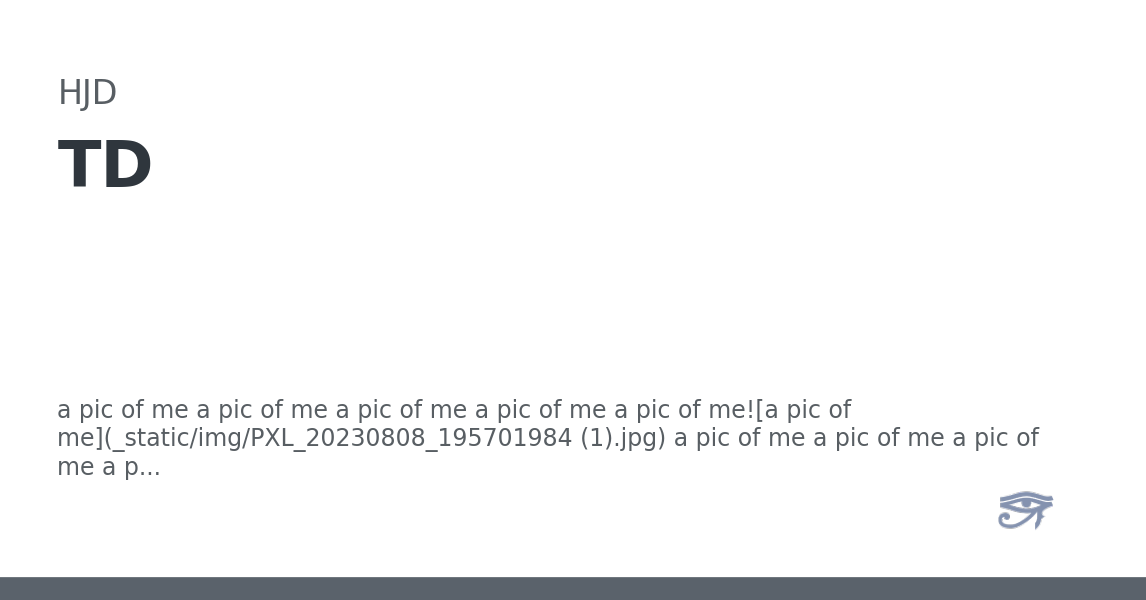 HJD
TD
a pic of me a pic of me a pic of me a pic of me a pic of me![a pic of
me](_static/img/PXL_20230808_195701984 (1).jpg) a pic of me a pic of me a pic of
me a p...